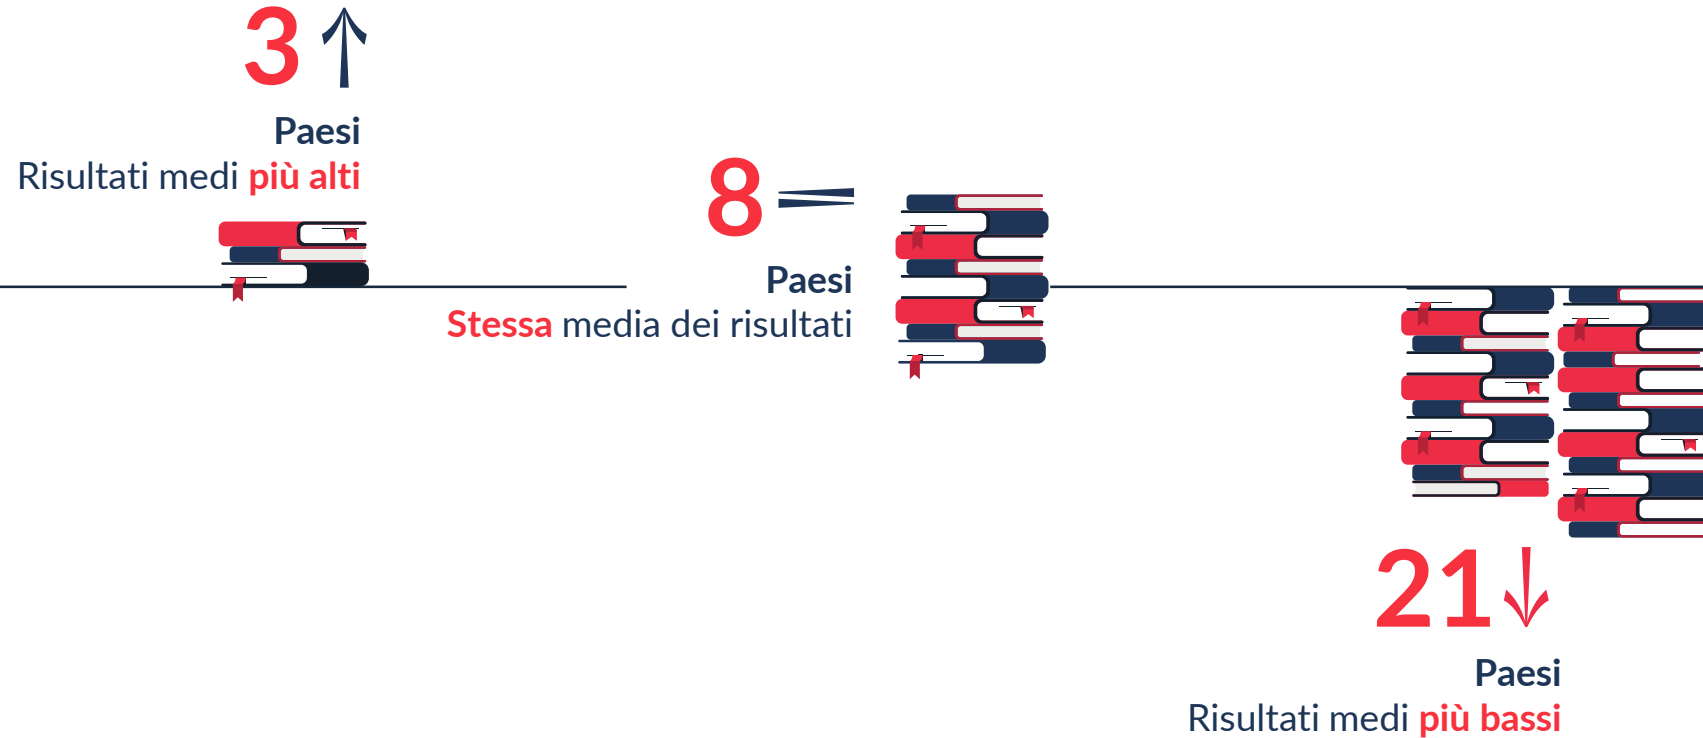 3
Paesi
Risultati medi più alti
8
Paesi
Stessa media dei risultati
21
Paesi
Risultati medi più bassi